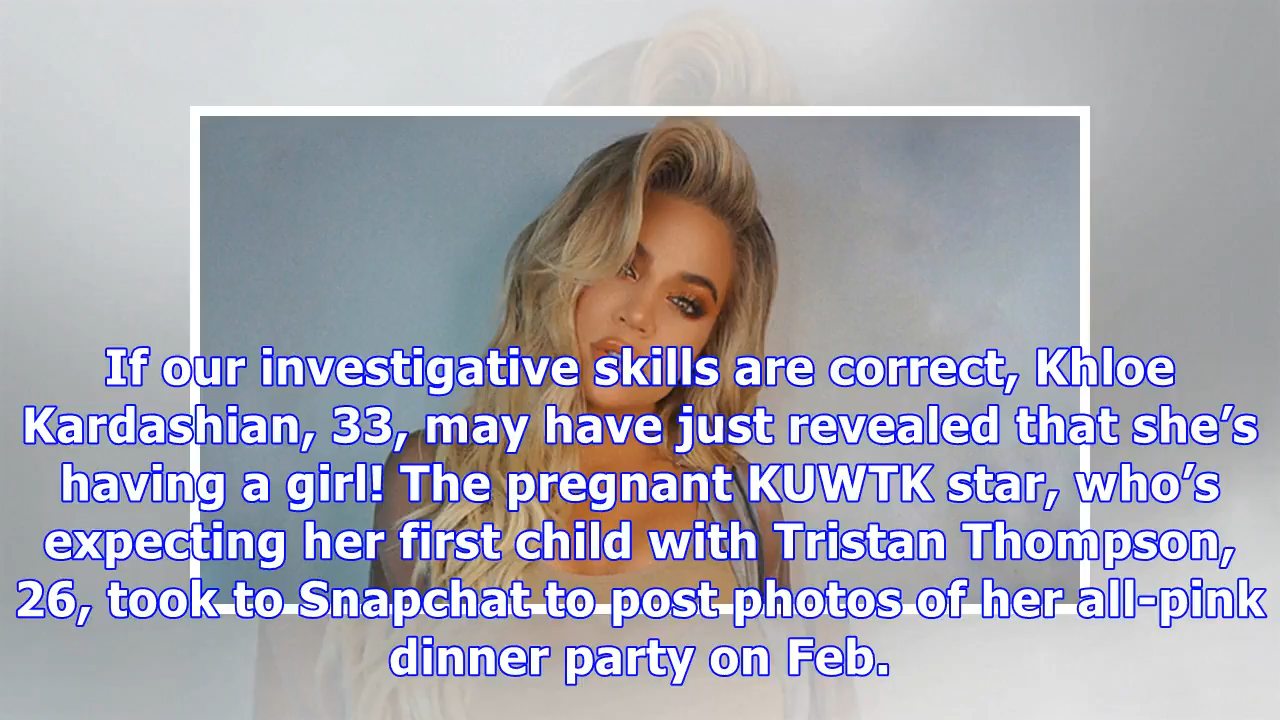 If our investigative skills are correct, Khloe
Kardashian, 33, may have just revealed that she’s
having a girl! The pregnant KUWTK star, who’s
expecting her first child with Tristan Thompson,
26, took to Snapchat to post photos of her all-pink
dinner party on Feb.